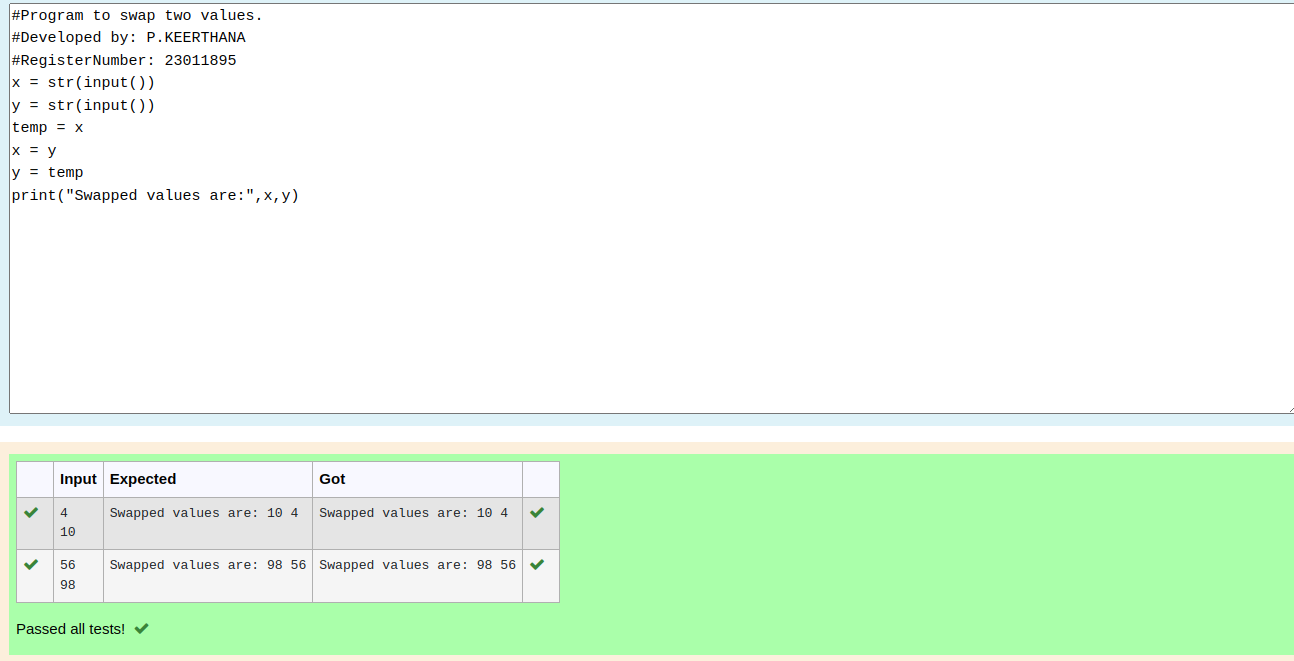 #Program to swap two values.
#Developed by: P.KEERTHANA
#RegisterNumber: 23011895
x = str(input())
y = str(input())
temp = x
x = y
y = temp
print("Swapped values are:",x,y)
Input Expected Got
4 Swapped values are: 10 4 Swapped values are: 10 4
10
56 Swapped values are: 98 56 Swapped values are: 98 56
98
Passed all tests!